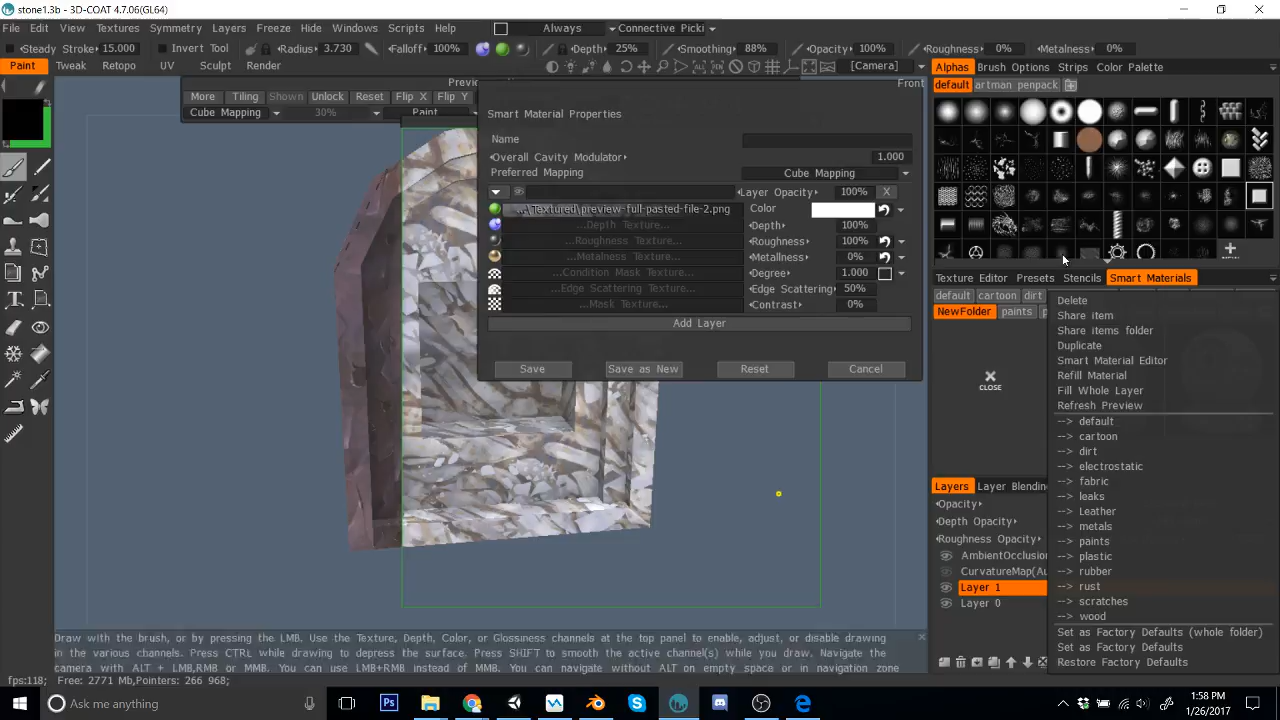 stone1.3b - 3D-COAT 4.7.06(GL64)
File Edit View Textures Symmetry Layers Freeze Hide Windows Scripts Help Always Connective Picki
Steady Stroke 15.000 Invert Tool Radius 3.730 Falloff 100% Depth 25% Smoothing 88% Opacity 100% Roughness 0% Metalness 0%
Paint Tweak Retopo UV Sculpt Render [Camera]
Alphas Brush Options Strips Color Palette
default artman penpack
Front
More Tiling Shown Unlock Reset Flip X Flip Y
Cube Mapping 30% Paint
Smart Material Properties
Name
Overall Cavity Modulator 1.000
Preferred Mapping Cube Mapping
Layer Opacity 100% X
...\Textured\preview-full-pasted-file-2.png Color
...Depth Texture... Depth 100%
...Roughness Texture... Roughness 100%
...Metalness Texture... Metallness 0%
...Condition Mask Texture... Degree 1.000
...Edge Scattering Texture... Edge Scattering 50%
...Mask Texture... Contrast 0%
Add Layer
Save Save as New Reset Cancel
NEW
Texture Editor Presets Stencils Smart Materials
default cartoon dirt
NewFolder paints
CLOSE
Delete
Share item
Share items folder
Duplicate
Smart Material Editor
Refill Material
Fill Whole Layer
Refresh Preview
--> default
--> cartoon
--> dirt
--> electrostatic
--> fabric
--> leaks
--> Leather
--> metals
--> paints
--> plastic
--> rubber
--> rust
--> scratches
--> wood
Set as Factory Defaults (whole folder)
Set as Factory Defaults
Restore Factory Defaults
Layers Layer Blending
Opacity
Depth Opacity
Roughness Opacity
AmbientOcclusion
CurvatureMap(Au
Layer 1
Layer 0
Draw with the brush, or by pressing the LMB. Use the Texture, Depth, Color, or Glossiness channels at the top panel to enable, adjust, or disable drawing
in the various channels. Press CTRL while drawing to depress the surface. Press SHIFT to smooth the active channel(s) while you draw. Navigate the
camera with ALT + LMB,RMB or MMB. You can use LMB+RMB instead of MMB. You can navigate without ALT on empty space or in navigation zone
fps:118; Free: 2771 Mb,Pointers: 266 968;
Ask me anything
1:58 PM
1/26/2017